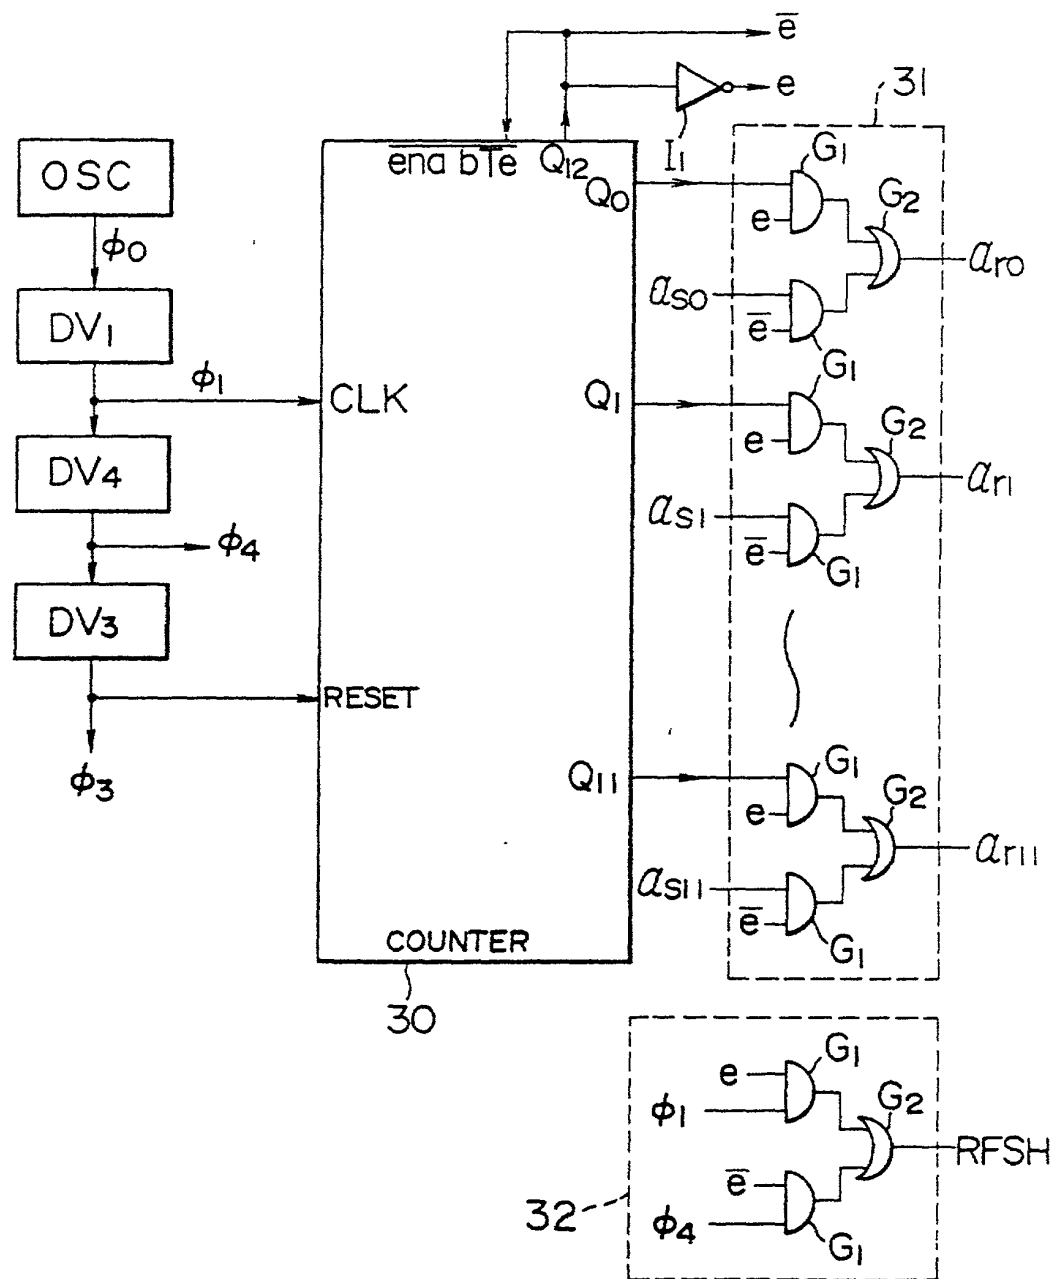 e̅
e
31
I1
OSC
ϕ0
DV1
ϕ1
DV4
ϕ4
DV3
ϕ3
enabTe
Q12
Q0
CLK
Q1
RESET
Q11
COUNTER
30
G1
e
G2
ar0
as0
e̅
G1
G1
e
G2
ar1
as1
e̅
G1
G1
e
G2
ar11
as11
e̅
G1
32
e
G1
ϕ1
G2
RFSH
e̅
ϕ4
G1